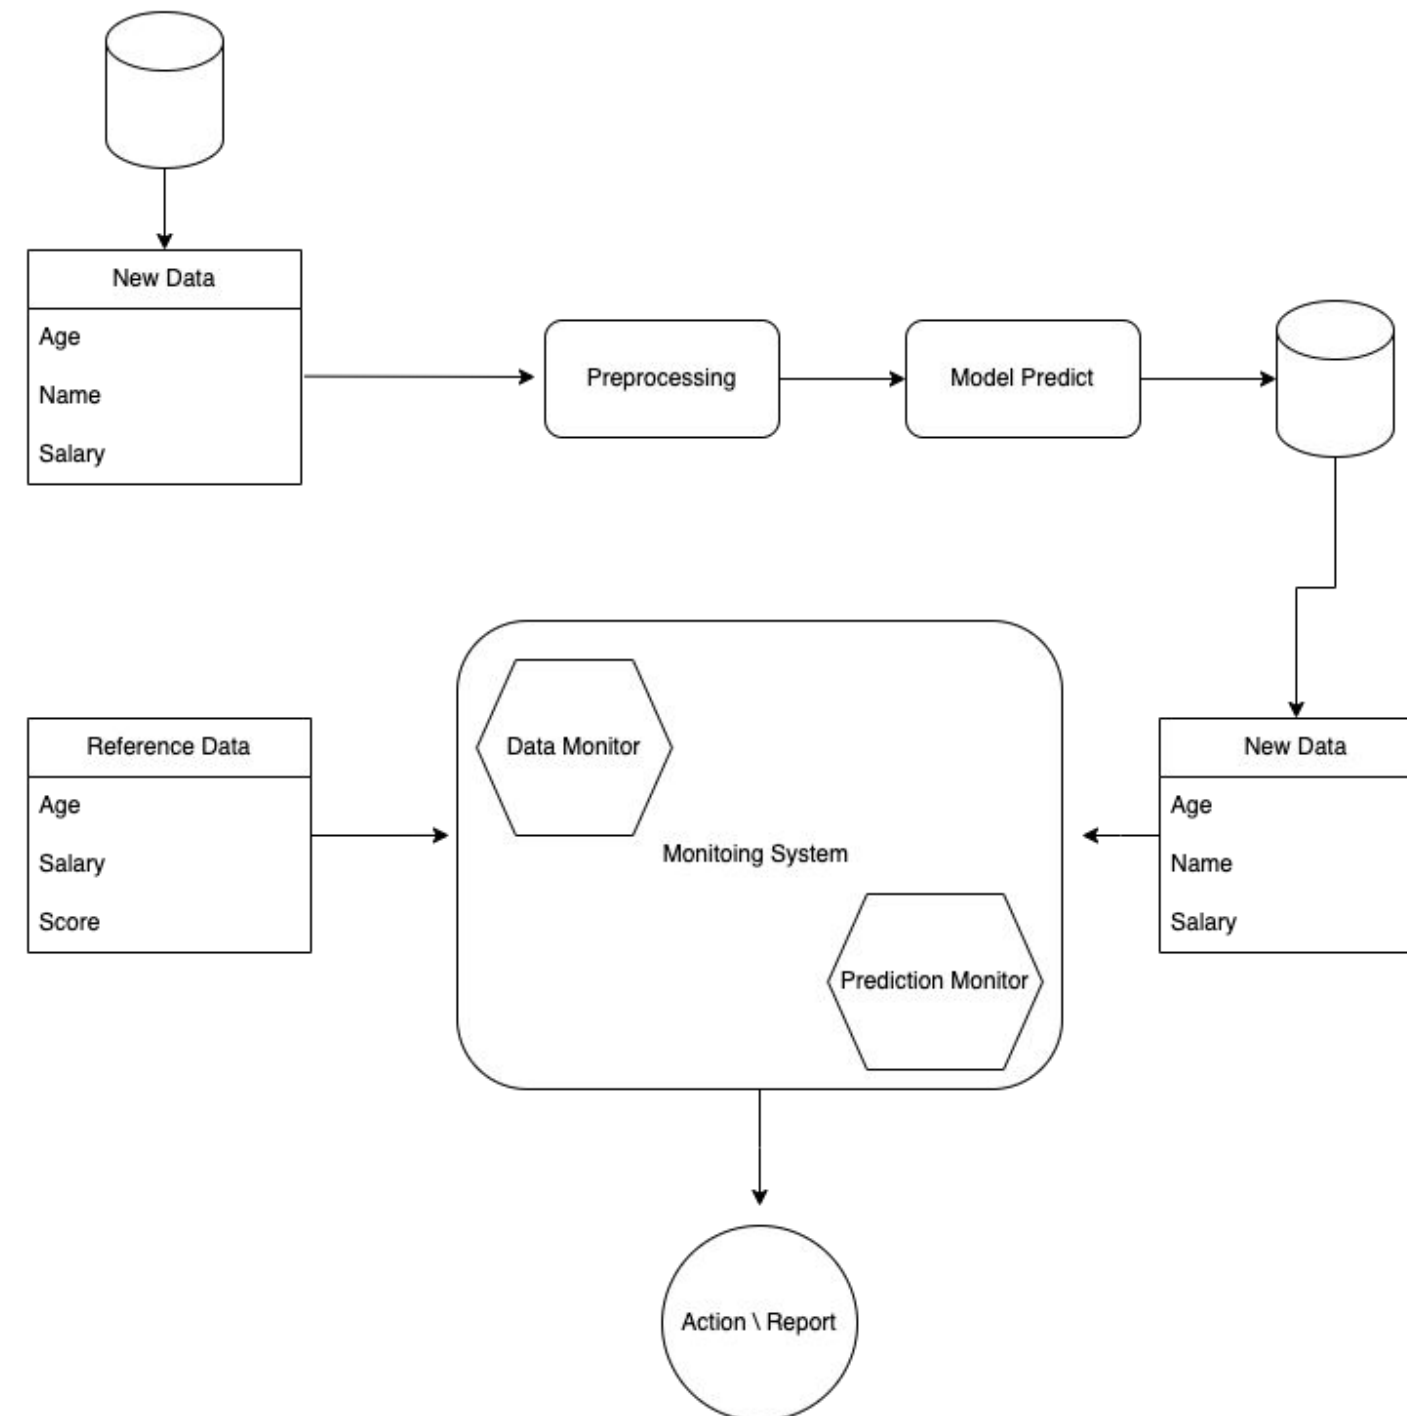 New Data
Age
Name
Salary
Preprocessing
Model Predict
Reference Data
Age
Salary
Score
Data Monitor
Monitoing System
Prediction Monitor
New Data
Age
Name
Salary
Action \ Report